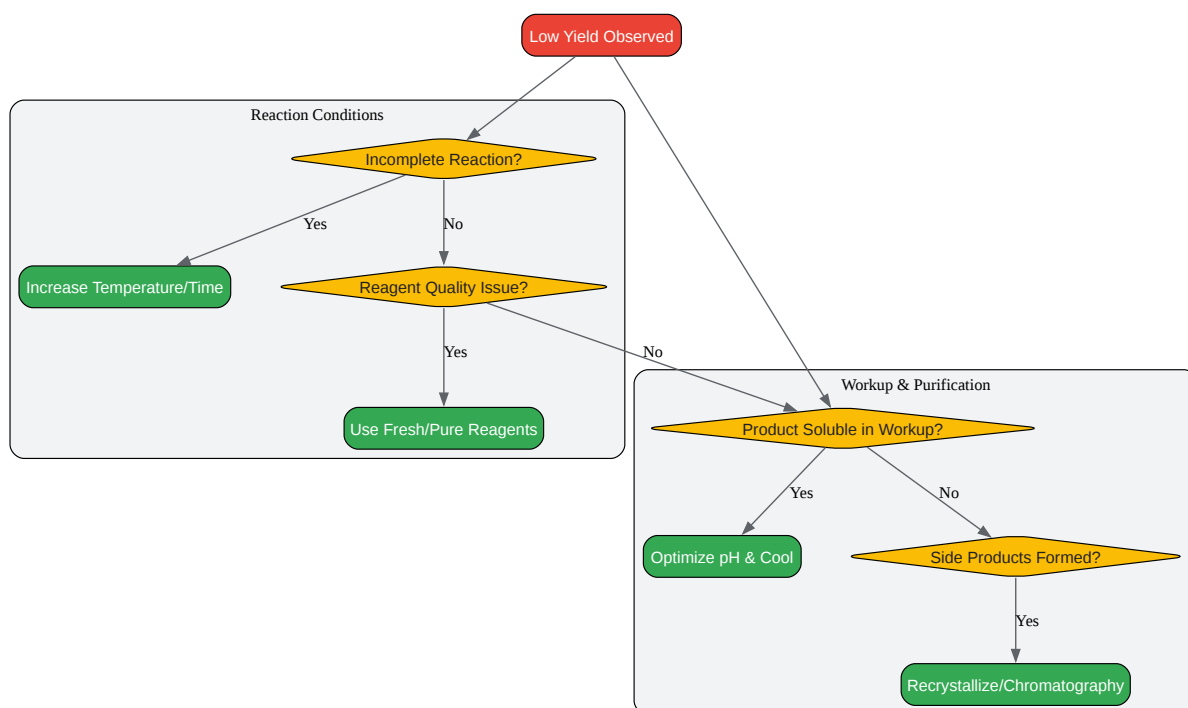 Low Yield Observed
Reaction Conditions
Incomplete Reaction?
Yes
No
Increase Temperature/Time
Reagent Quality Issue?
Yes
No
Use Fresh/Pure Reagents
Workup & Purification
Product Soluble in Workup?
Yes
No
Optimize pH & Cool
Side Products Formed?
Yes
Recrystallize/Chromatography